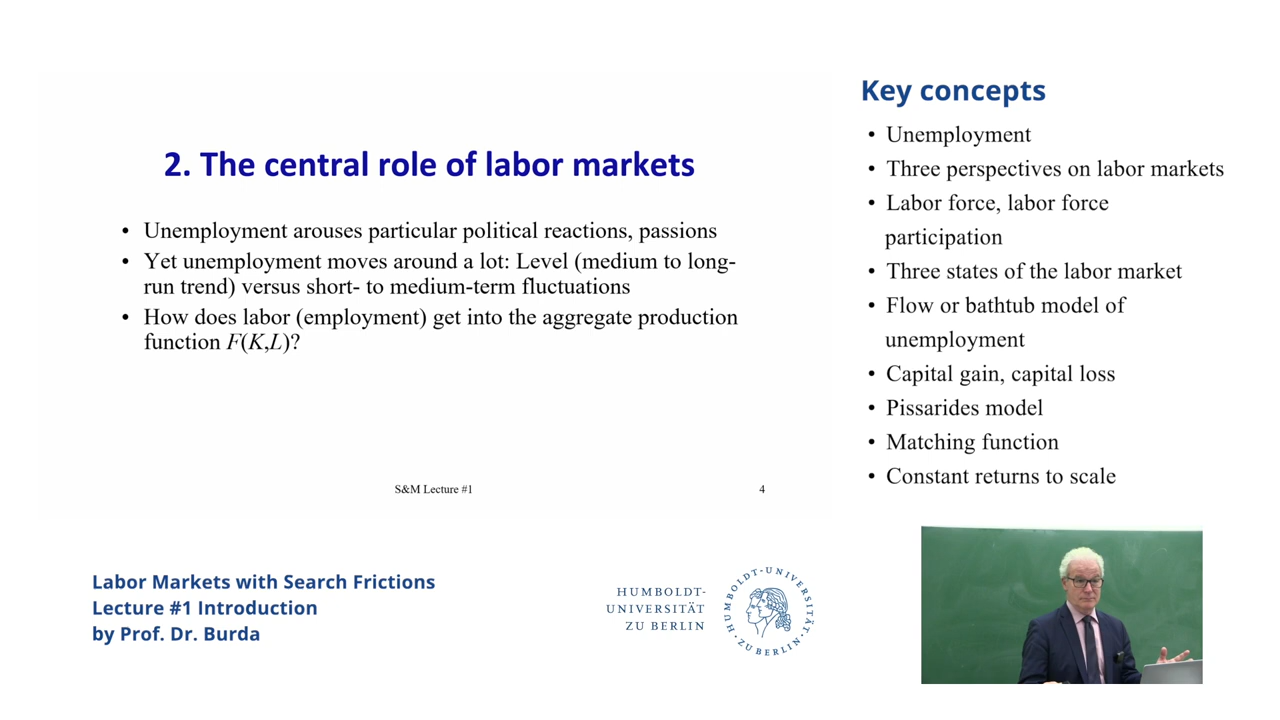 2. The central role of labor markets
• Unemployment arouses particular political reactions, passions
• Yet unemployment moves around a lot: Level (medium to long-
run trend) versus short- to medium-term fluctuations
• How does labor (employment) get into the aggregate production
function F(K,L)?
S&M Lecture #1
4
Key concepts
• Unemployment
• Three perspectives on labor markets
• Labor force, labor force
participation
• Three states of the labor market
• Flow or bathtub model of
unemployment
• Capital gain, capital loss
• Pissarides model
• Matching function
• Constant returns to scale
Labor Markets with Search Frictions
Lecture #1 Introduction
by Prof. Dr. Burda
HUMBOLDT-
UNIVERSITÄT
ZU BERLIN
HUMBOLDT-UNIVERSITÄT
·ZU BERLIN·